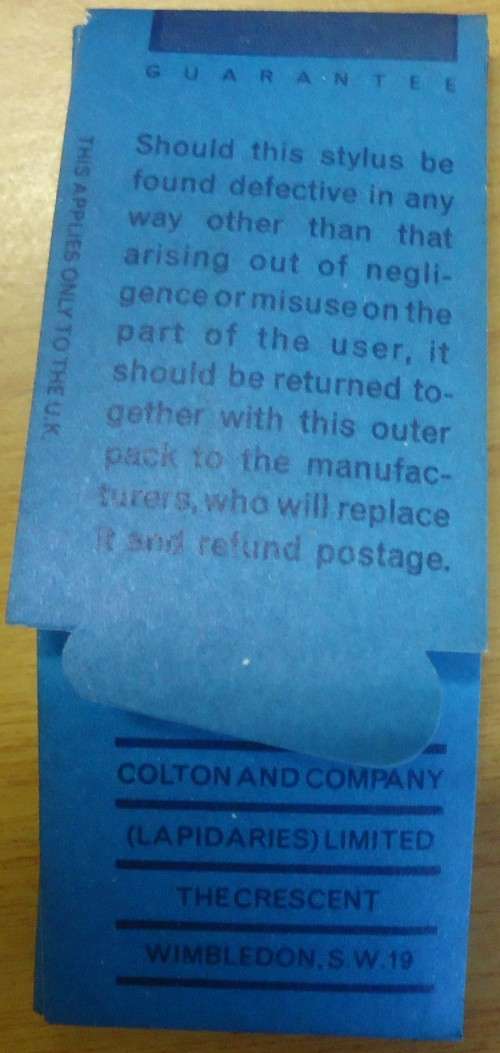 GUARANTEE
Should this stylus be
found defective in any
way other than that
arising out of negli-
gence or misuse on the
part of the user, it
should be returned to-
gether with this outer
pack to the manufac-
turers, who will replace
it and refund postage.
THIS APPLIES ONLY TO THE U.K.
COLTON AND COMPANY
(LAPIDARIES) LIMITED
THE CRESCENT
WIMBLEDON, S.W.19